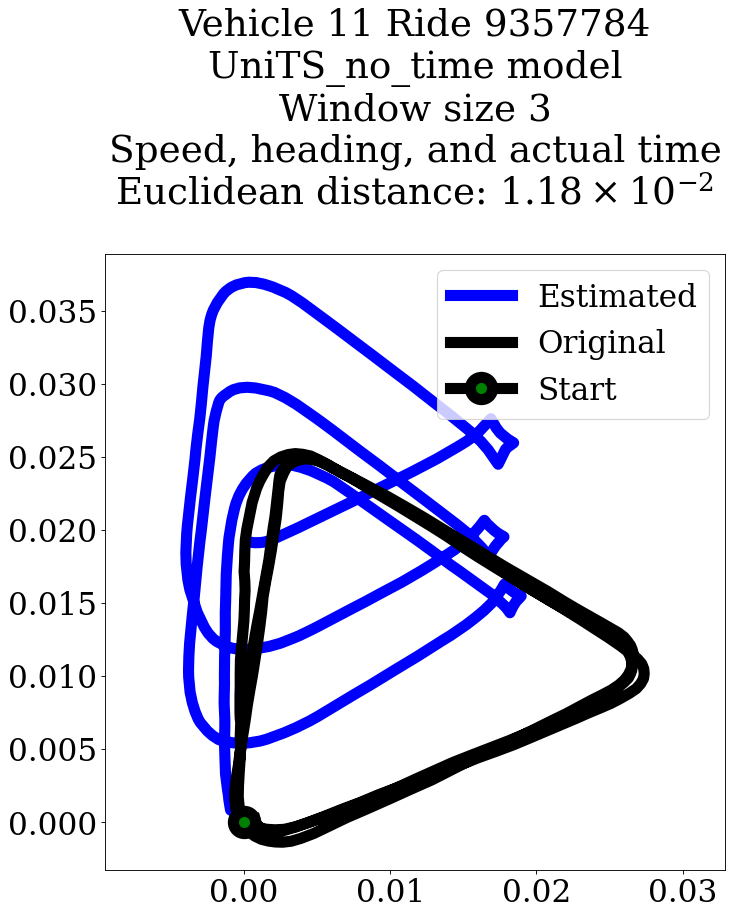 Vehicle 11 Ride 9357784
UniTS_no_time model
Window size 3
Speed, heading, and actual time
Euclidean distance: 1.18 × 10⁻²
Estimated
Original
Start
0.035
0.030
0.025
0.020
0.015
0.010
0.005
0.000
0.00 0.01 0.02 0.03